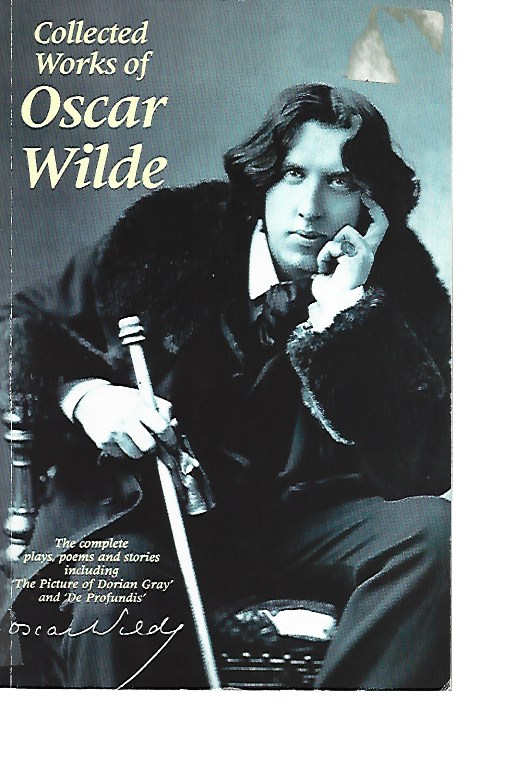 Collected
Works of
Oscar
Wilde
The complete
plays, poems and stories
including
'The Picture of Dorian Gray'
and 'De Profundis'
Oscar Wilde